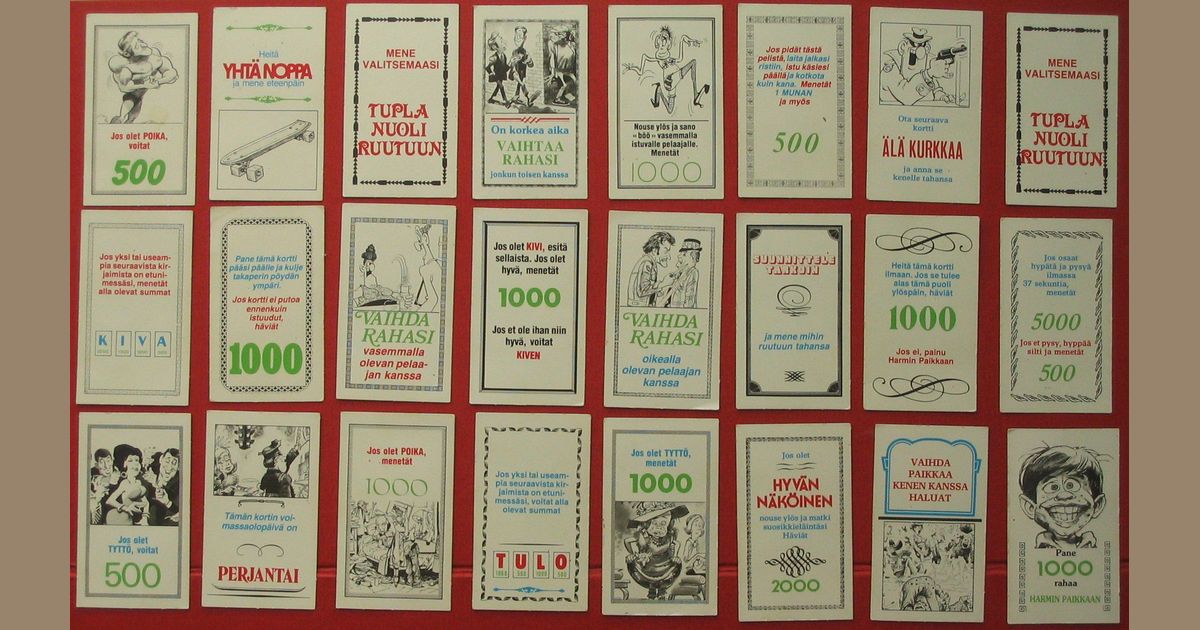 Jos olet POIKA,
voitat
500
Heitä
YHTÄ NOPPA
ja mene eteenpäin
MENE
VALITSEMAASI
TUPLA
NUOLI
RUUTUUN
On korkea aika
VAIHTAA
RAHASI
jonkun toisen kanssa
Nouse ylös ja sano
«böö» vasemmalla
istuvalle pelaajalle.
Menetät
1000
Jos pidät tästä
pelistä, laita jalkasi
ristiin, istu käsiesi
päällä ja kotkota
kuin kana. Menetät
1 MUNAN
ja myös
500
Ota seuraava
kortti
ÄLÄ KURKKAA
ja anna se
kenelle tahansa
MENE
VALITSEMAASI
TUPLA
NUOLI
RUUTUUN
Jos yksi tai useam-
pia seuraavista kir-
jaimista on etuni-
messäsi, menetät
alla olevat summat
K I V A
Pane tämä kortti
pääsi päälle ja kulje
takaperin pöydän
ympäri.
Jos kortti ei putoa
ennenkuin
istuudut,
häviät
1000
VAIHDA
RAHASI
vasemmalla
olevan pelaa-
jan kanssa
Jos olet KIVI, esitä
sellaista. Jos olet
hyvä, menetät
1000
Jos et ole ihan niin
hyvä, voitat
KIVEN
VAIHDA
RAHASI
oikealla
olevan pelaajan
kanssa
SUUNNITTELE
TARKOIN
ja mene mihin
ruutuun tahansa
Heitä tämä kortti
ilmaan. Jos se tulee
alas tämä puoli
ylöspäin, häviät
1000
Jos ei, painu
Harmin Paikkaan
Jos osaat
hypätä ja pysyä
ilmassa
37 sekuntia,
menetät
5000
Jos et pysy, hyppää
silti ja menetät
500
Jos olet
TYTTÖ, voitat
500
Tämän kortin voi-
massaolopäivä on
PERJANTAI
Jos olet POIKA,
menetät
1000
Jos yksi tai useam-
pia seuraavista kir-
jaimista on etuni-
messäsi, voitat alla
olevat summat
T U L O
Jos olet TYTTÖ,
menetät
1000
Jos olet
HYVÄN
NÄKÖINEN
nouse ylös ja matki
suosikkieläintäsi
Häviät
2000
VAIHDA
PAIKKAA
KENEN KANSSA
HALUAT
Pane
1000
rahaa
HARMIN PAIKKAAN